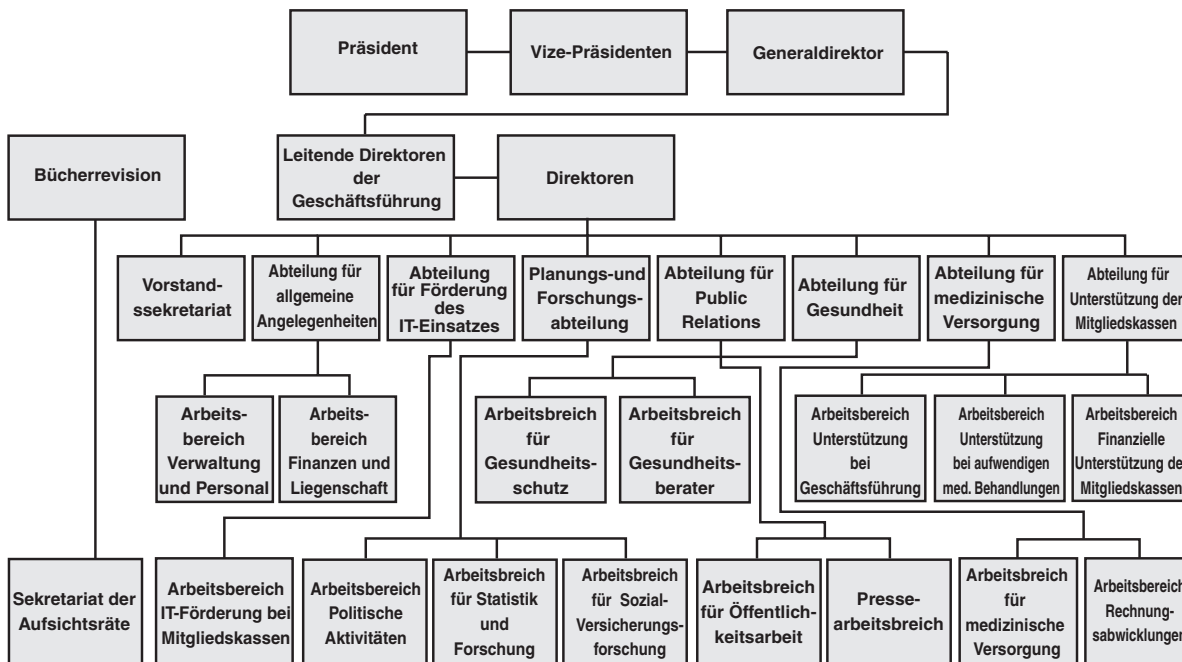 Präsident
Vize-Präsidenten
Generaldirektor
Bücherrevision
Leitende Direktoren
der
Geschäftsführung
Direktoren
Vorstand-
ssekretariat
Abteilung für
allgemeine
Angelegenheiten
Abteilung
für Förderung
des
IT-Einsatzes
Planungs-und
Forschungs-
abteilung
Abteilung für
Public
Relations
Abteilung für
Gesundheit
Abteilung für
medizinische
Versorgung
Abteilung für
Unterstützung der
Mitgliedskassen
Arbeits-
bereich
Verwaltung
und Personal
Arbeits-
bereich
Finanzen und
Liegenschaft
Arbeitsbreich
für
Gesundheits-
schutz
Arbeitsbreich
für
Gesundheits-
berater
Arbeitsbereich
Unterstützung
bei
Geschäftsführung
Arbeitsbereich
Unterstützung
bei aufwendigen
med. Behandlungen
Arbeitsbereich
Finanzielle
Unterstützung de
Mitgliedskassen
Sekretariat der
Aufsichtsräte
Arbeitsbereich
IT-Förderung bei
Mitgliedskassen
Arbeitsbereich
Politische
Aktivitäten
Arbeitsbreich
für Statistik
und
Forschung
Arbeitsbreich
für Sozial-
Versicherungs-
forschung
Arbeitsbreich
für Öffentlich-
keitsarbeit
Presse-
arbeitsbreich
Arbeitsbreich
für
medizinische
Versorgung
Arbeitsbereich
Rechnung-
sabwicklungen